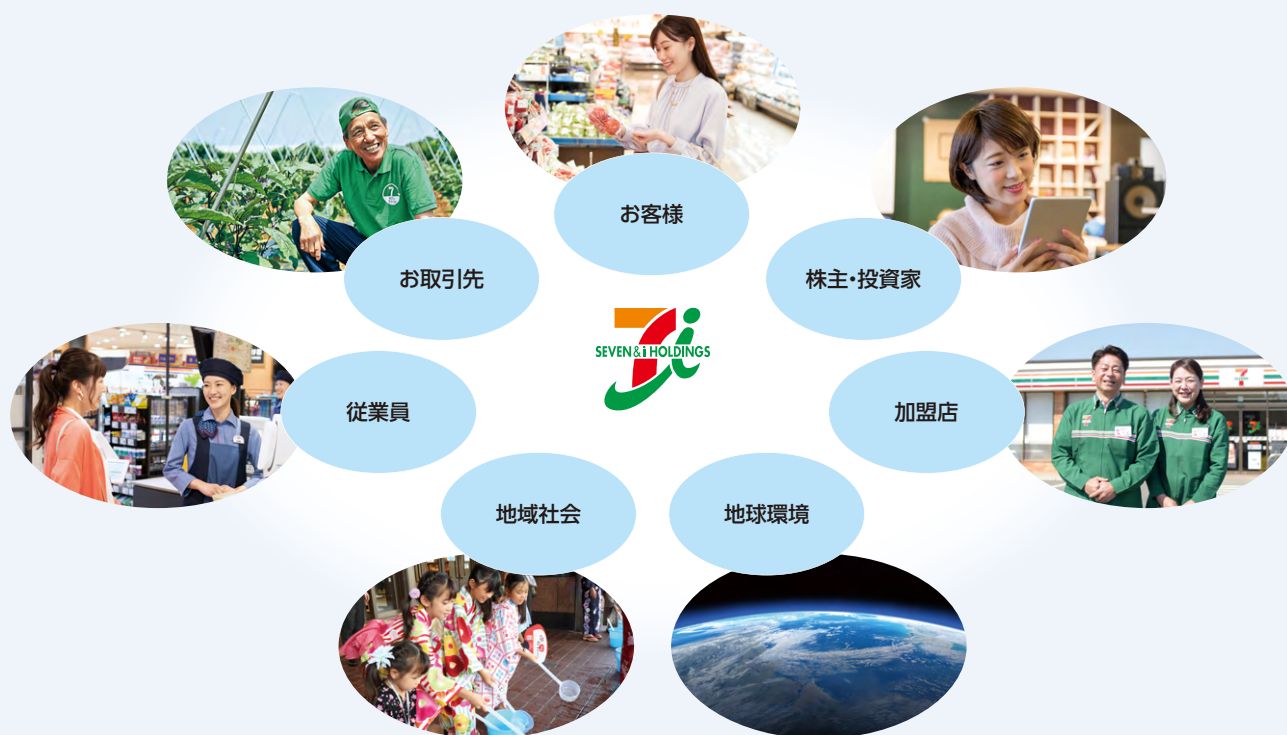 お客様
お取引先
株主・投資家
SEVEN&i HOLDINGS
従業員
加盟店
地域社会
地球環境